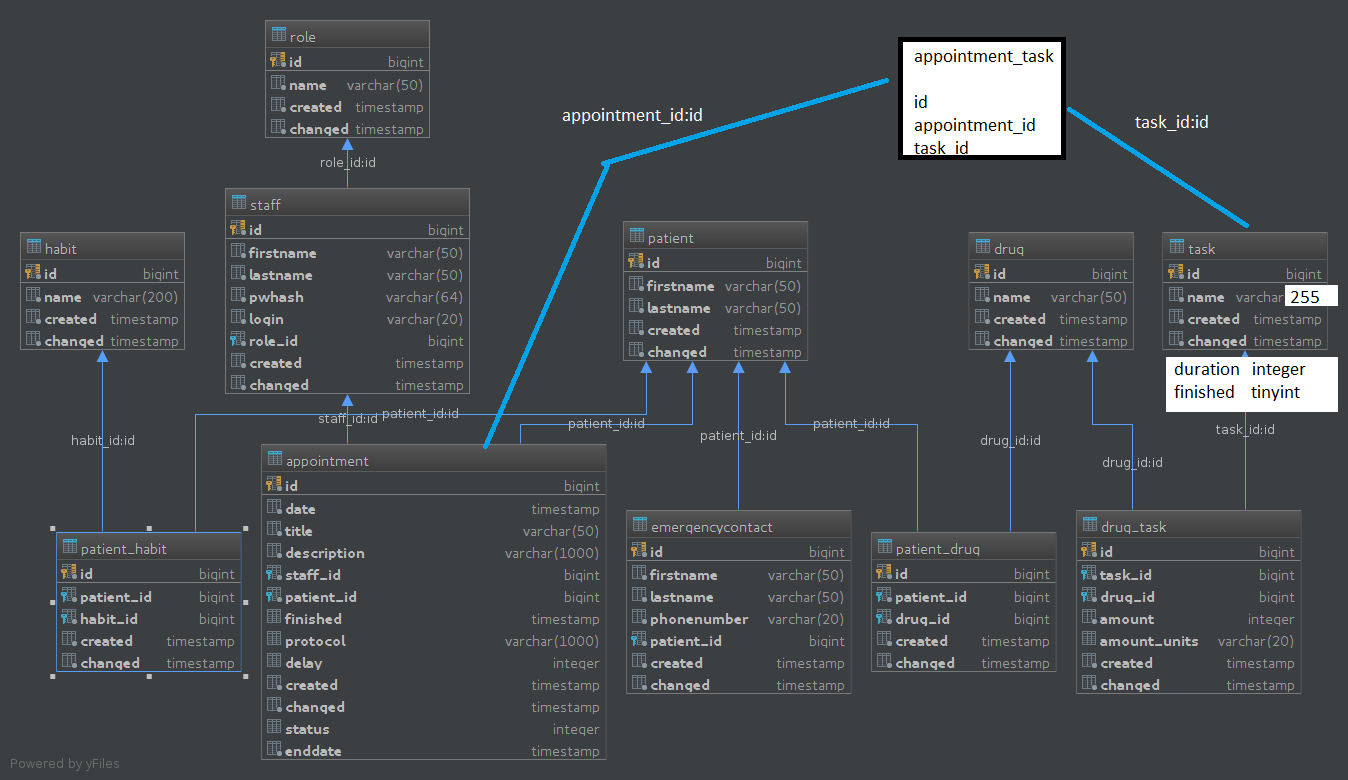 role
id bigint
name varchar(50)
created timestamp
changed timestamp
role_id:id
appointment_task
id
appointment_id
task_id
appointment_id:id
task_id:id
staff
id bigint
firstname varchar(50)
lastname varchar(50)
pwhash varchar(64)
login varchar(20)
role_id bigint
created timestamp
changed timestamp
habit
id bigint
name varchar(200)
created timestamp
changed timestamp
patient
id bigint
firstname varchar(50)
lastname varchar(50)
created timestamp
changed timestamp
drug
id bigint
name varchar(50)
created timestamp
changed timestamp
task
id bigint
name varchar 255
created timestamp
changed timestamp
duration integer
finished tinyint
habit_id:id
staff_id:id
patient_id:id
patient_id:id
patient_id:id
patient_id:id
drug_id:id
drug_id:id
task_id:id
patient_habit
id bigint
patient_id bigint
habit_id bigint
created timestamp
changed timestamp
appointment
id bigint
date timestamp
title varchar(50)
description varchar(1000)
staff_id bigint
patient_id bigint
finished timestamp
protocol varchar(1000)
delay integer
created timestamp
changed timestamp
status integer
enddate timestamp
emergencycontact
id bigint
firstname varchar(50)
lastname varchar(50)
phonenumber varchar(20)
patient_id bigint
created timestamp
changed timestamp
patient_drug
id bigint
patient_id bigint
drug_id bigint
created timestamp
changed timestamp
drug_task
id bigint
task_id bigint
drug_id bigint
amount integer
amount_units varchar(20)
created timestamp
changed timestamp
Powered by yFiles